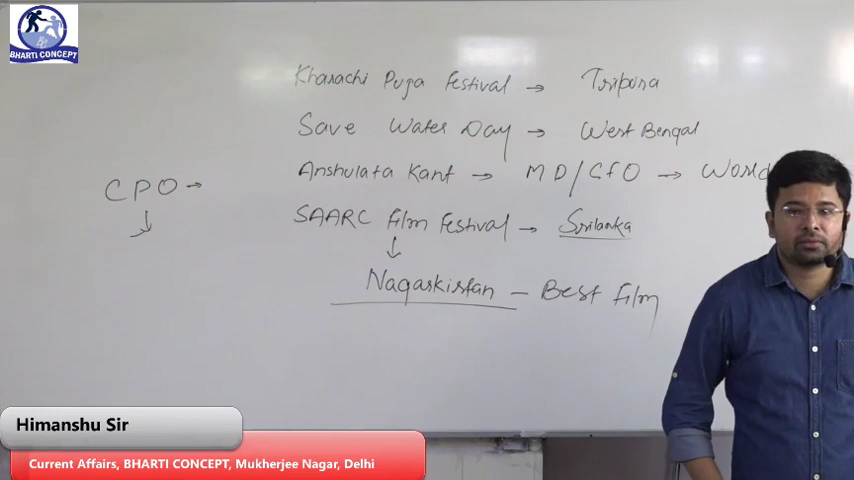 BHARTI CONCEPT
Kharachi Puja Festival → Tripura
Save Water Day → West Bengal
Anshulata Kant → MD/CFO → World
CPO →
SAARC Film Festival → Srilanka
Nagarkirtan - Best Film
Himanshu Sir
Current Affairs, BHARTI CONCEPT, Mukherjee Nagar, Delhi